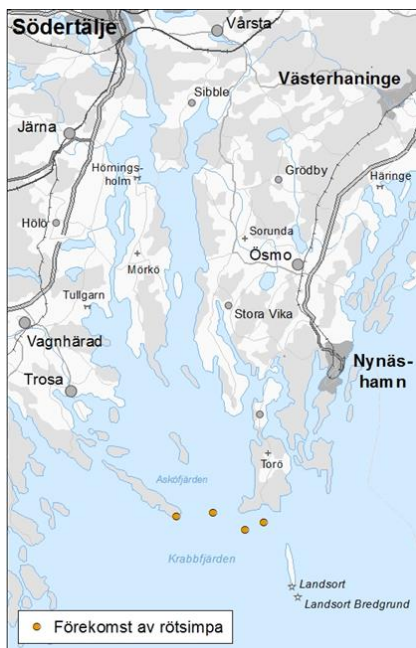 Södertälje
Vårsta
Västerhaninge
Sibble
Järna
Hörnings-
holm
Grödby
Häringe
Hölö
Sorunda
Mörkö
Ösmo
Tullgarn
Stora Vika
Vagnhärad
Nynäs-
hamn
Trosa
Torö
Asköfjärden
Krabbfjärden
Landsort
Landsort Bredgrund
Förekomst av rötsimpa